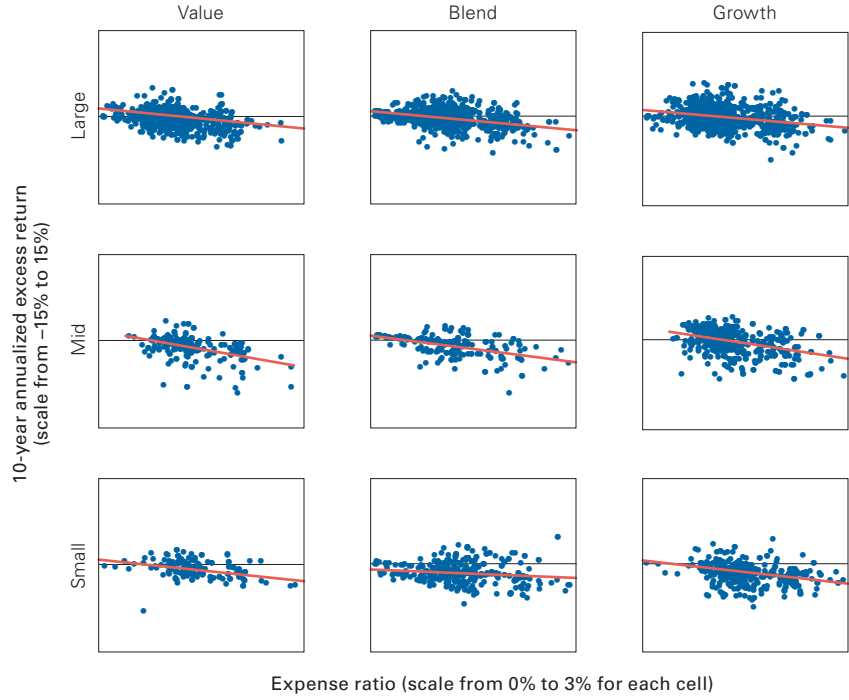 Value
Blend
Growth
Large
Mid
Small
10-year annualized excess return
(scale from –15% to 15%)
Expense ratio (scale from 0% to 3% for each cell)